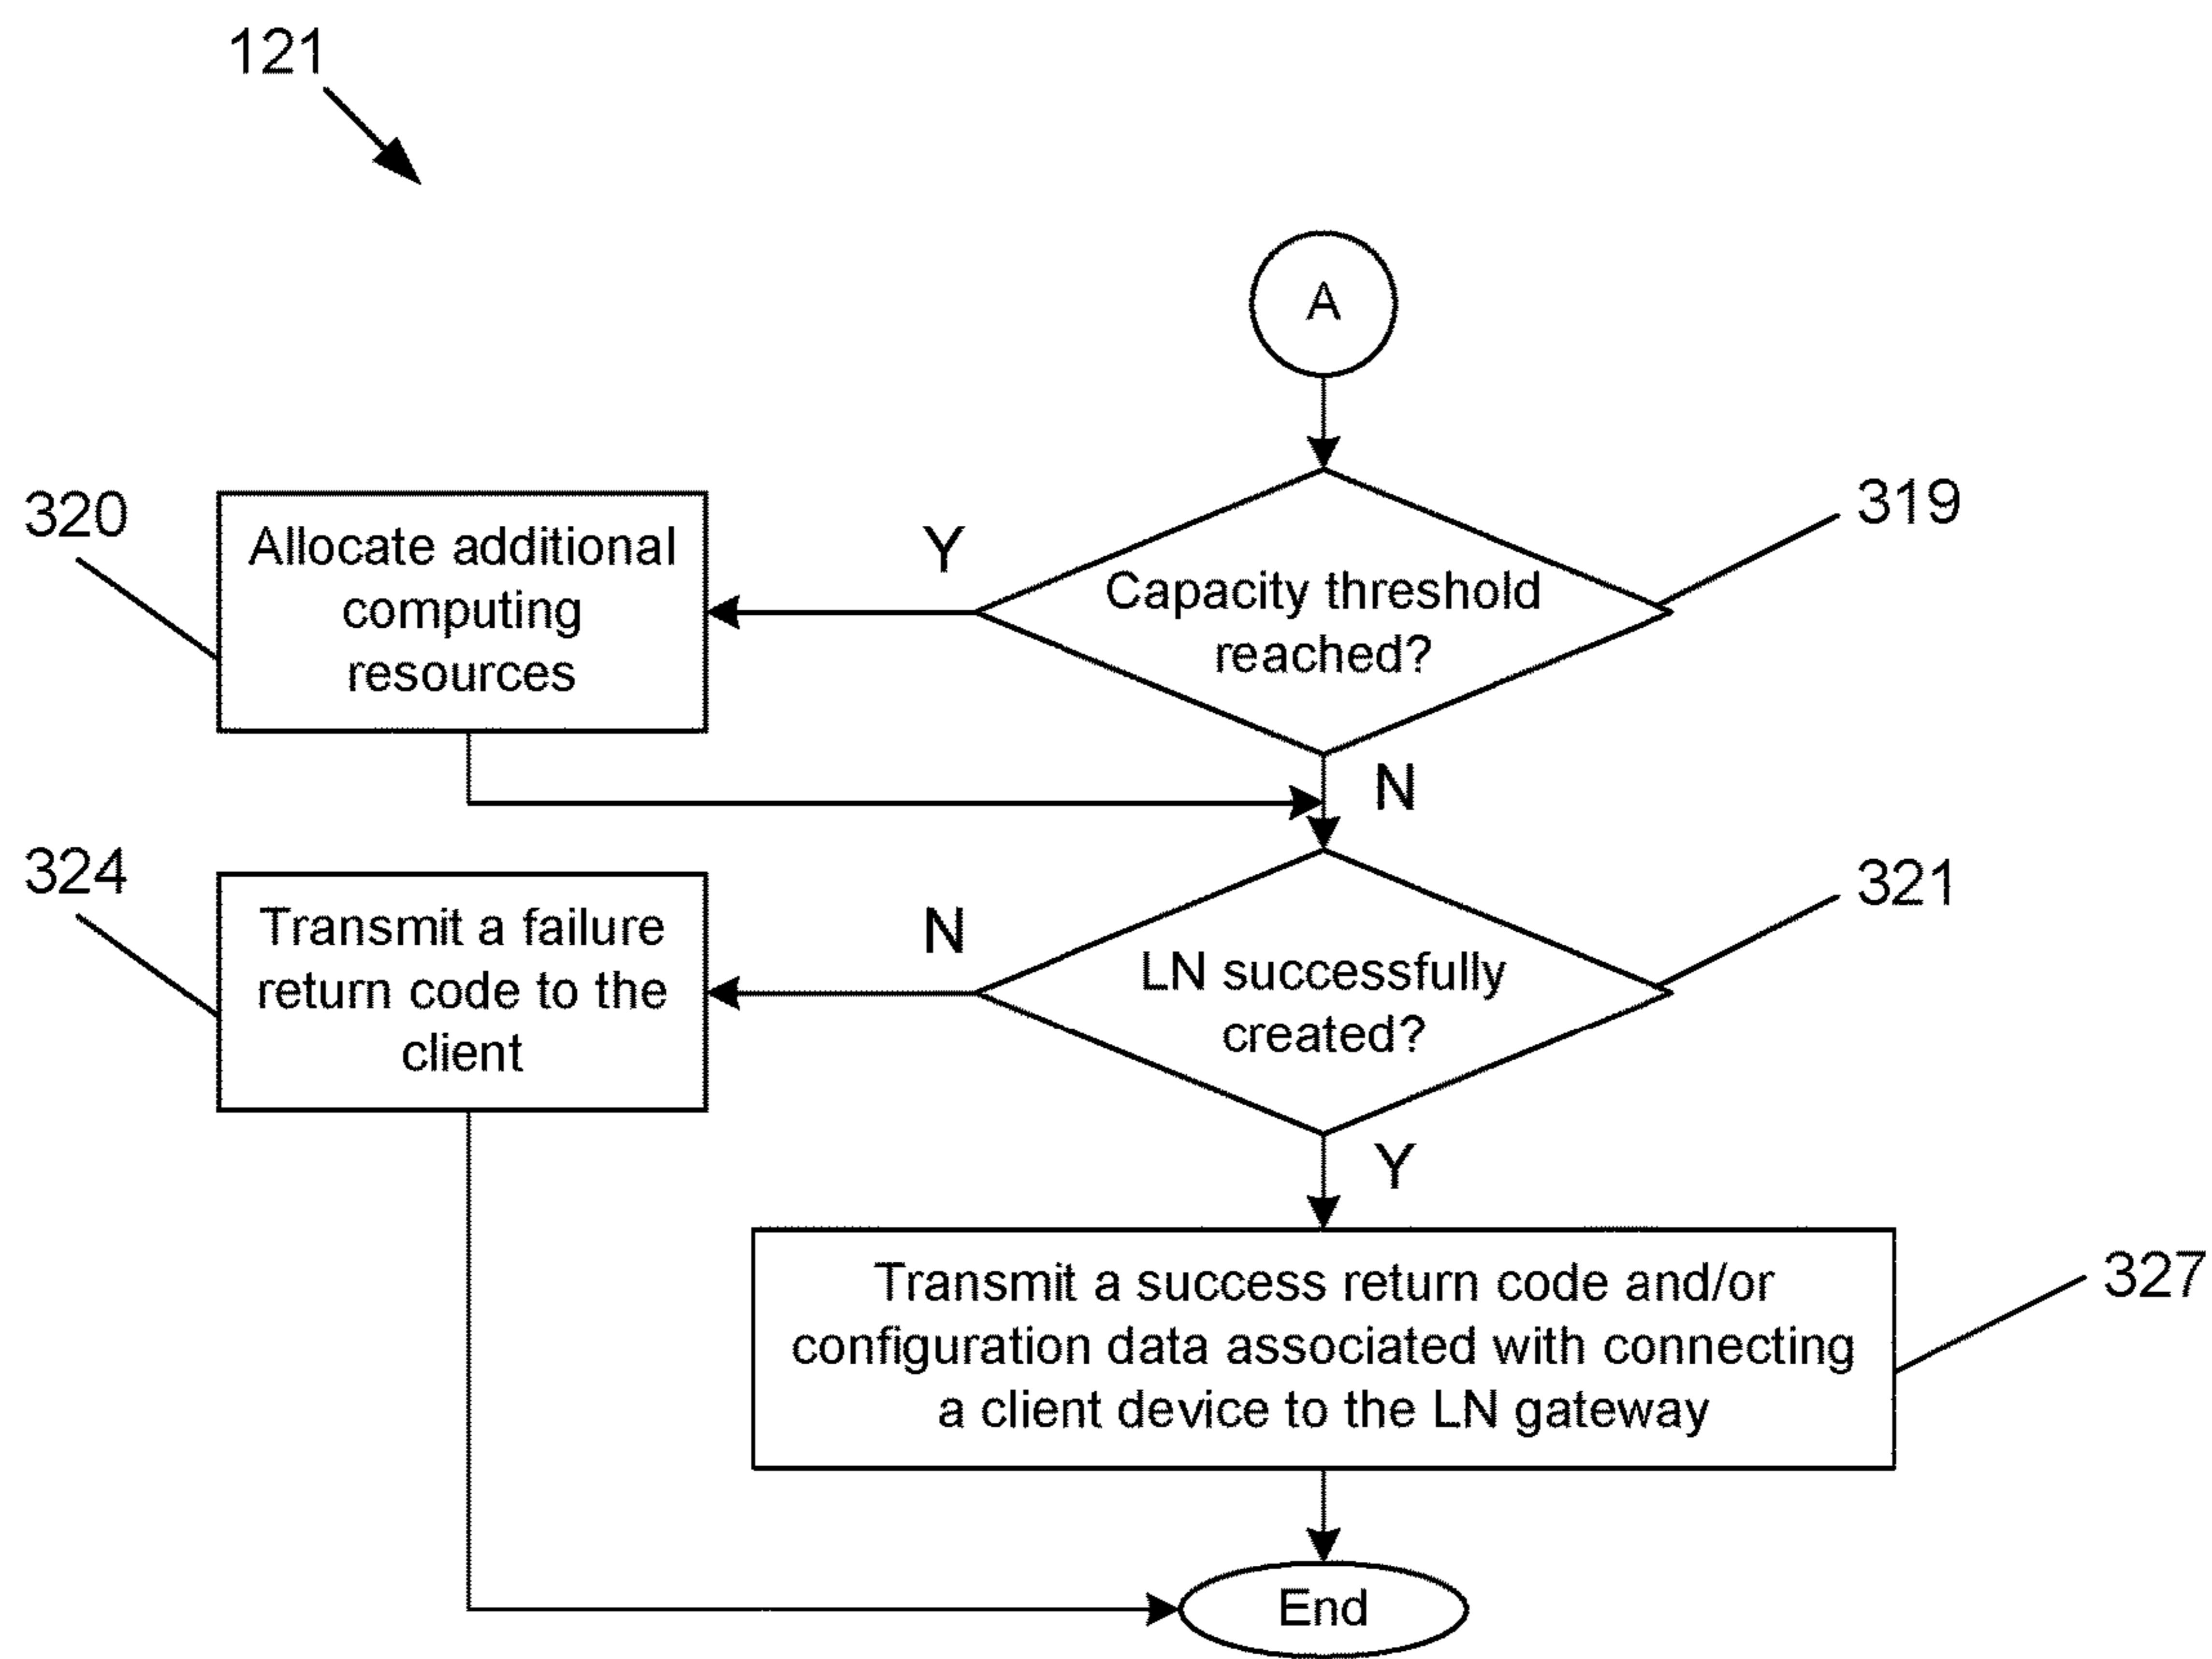 121
A
320
Allocate additional
computing
resources
Y
Capacity threshold
reached?
319
N
324
Transmit a failure
return code to the
client
N
LN successfully
created?
321
Y
Transmit a success return code and/or
configuration data associated with connecting
a client device to the LN gateway
327
End